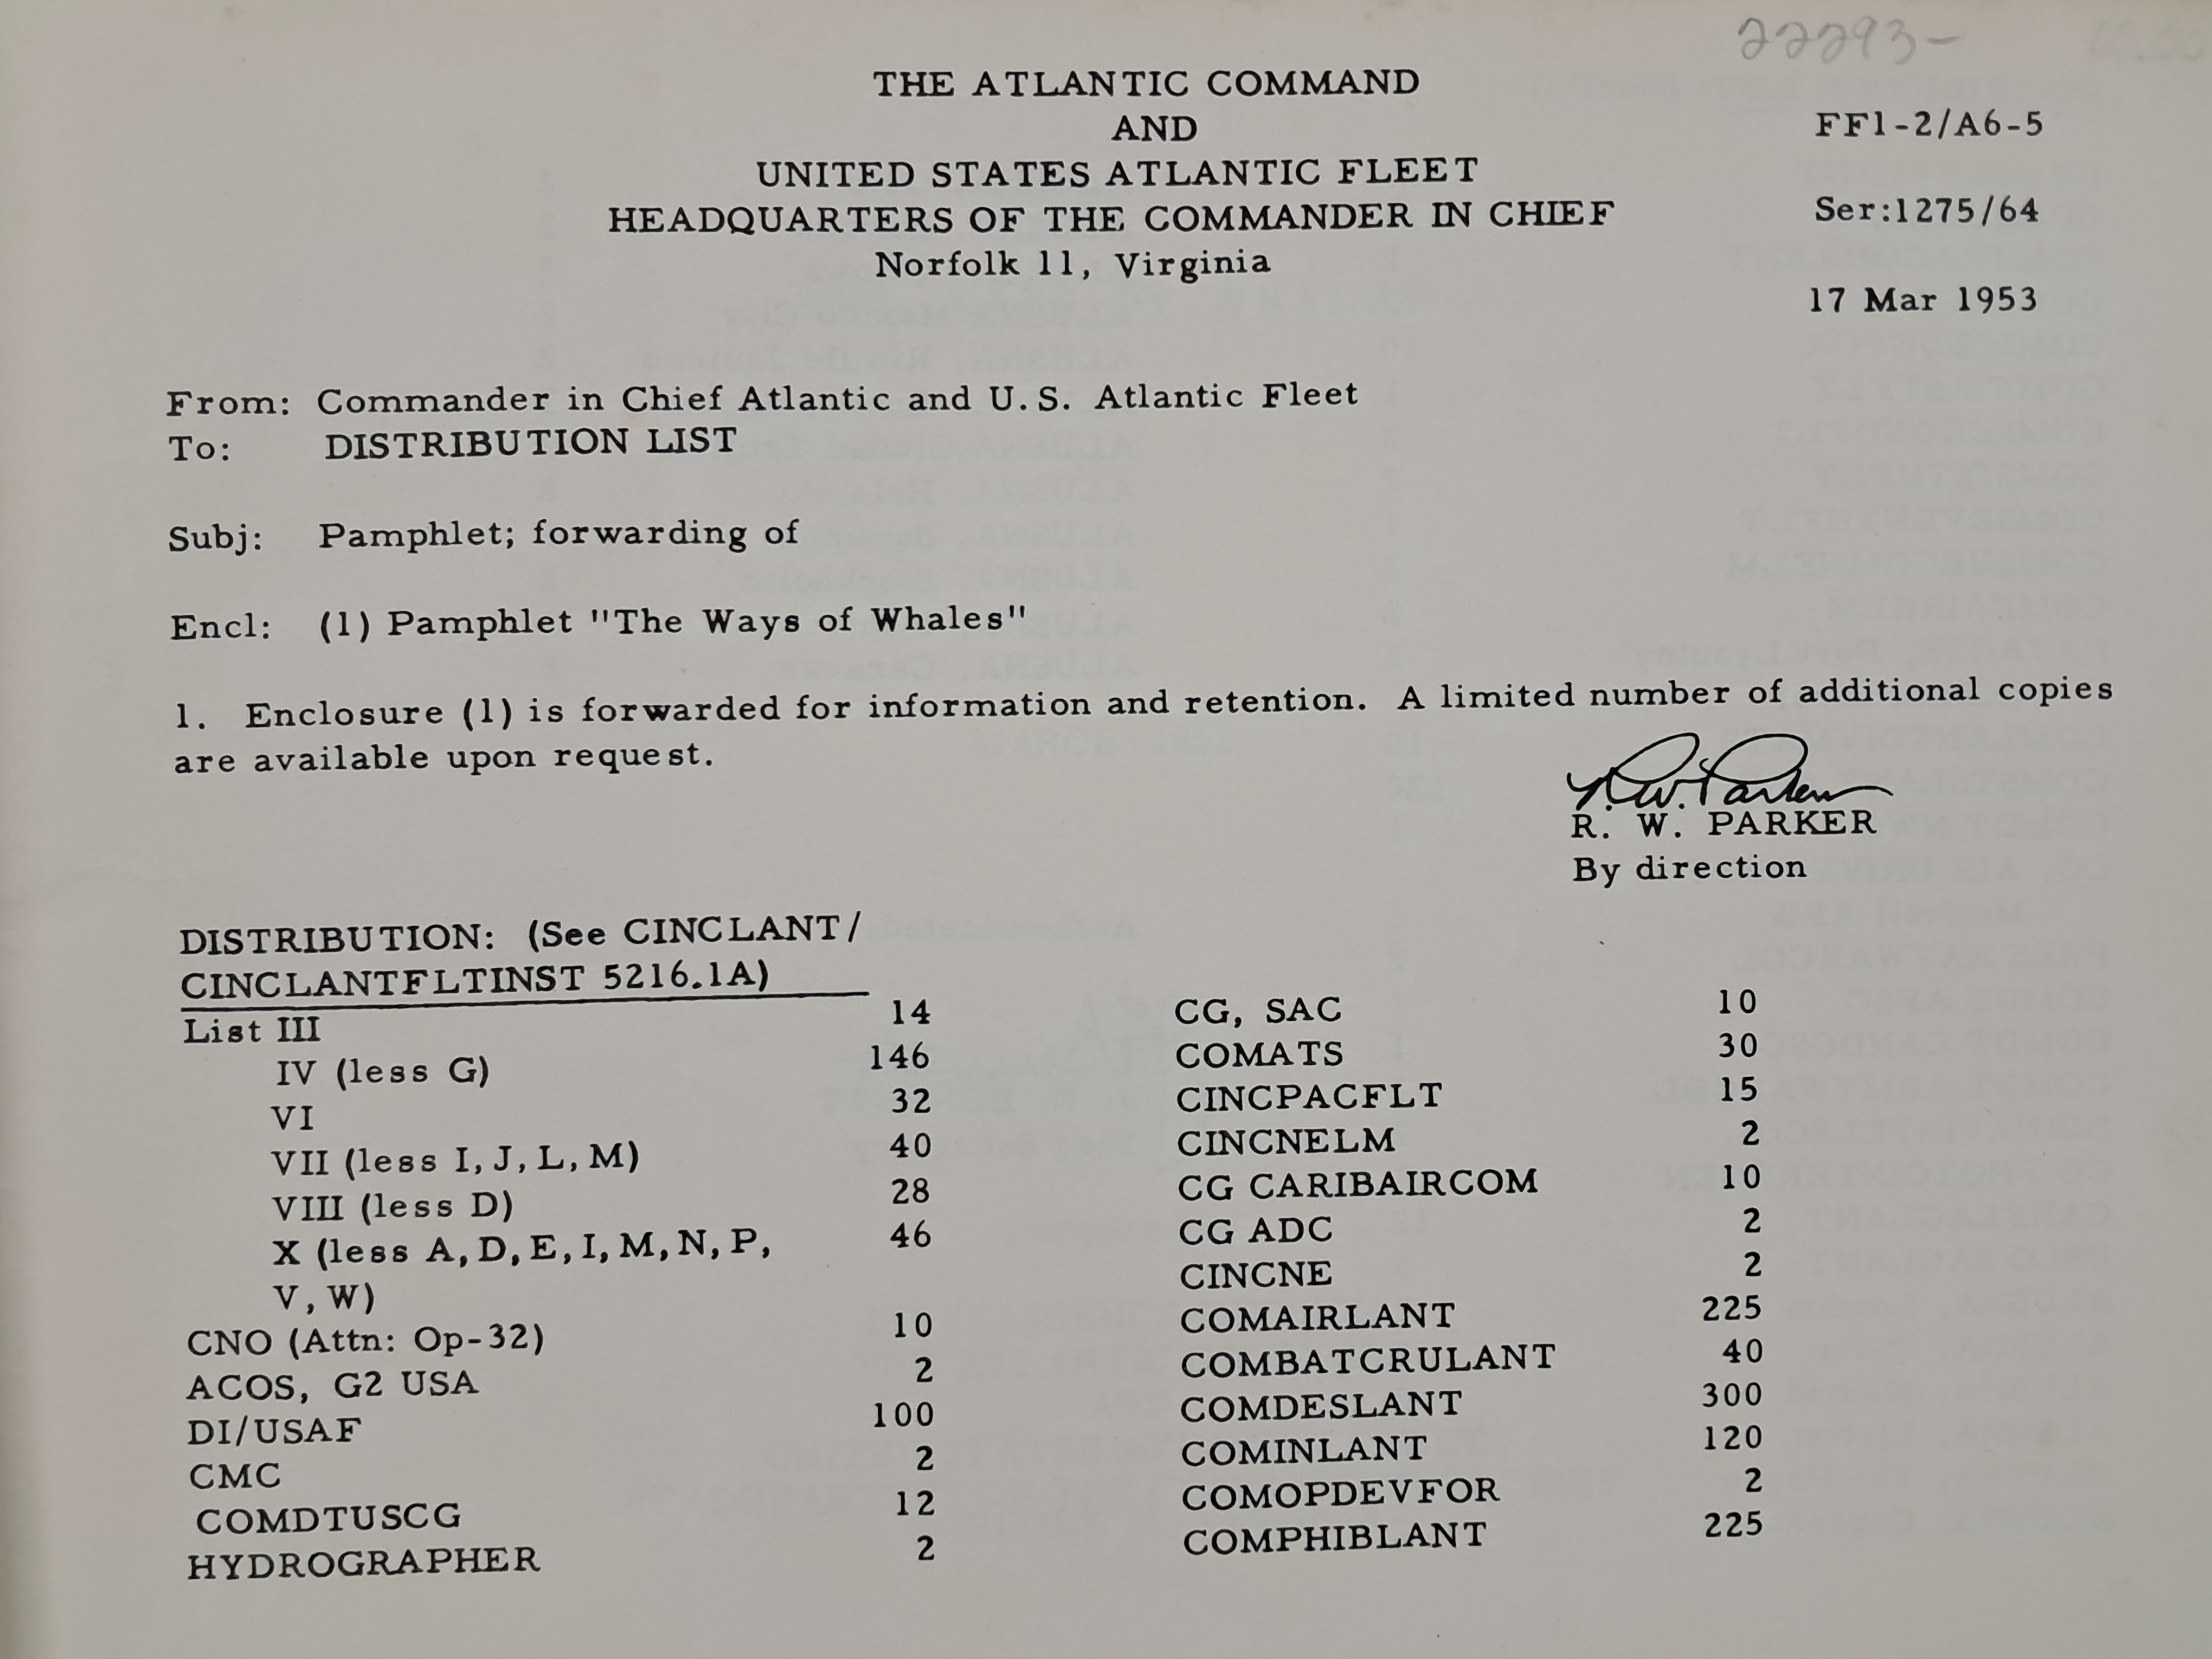 22293-
THE ATLANTIC COMMAND
AND
UNITED STATES ATLANTIC FLEET
HEADQUARTERS OF THE COMMANDER IN CHIEF
Norfolk 11, Virginia
FF1-2/A6-5
Ser:1275/64
17 Mar 1953
From: Commander in Chief Atlantic and U.S. Atlantic Fleet
To: DISTRIBUTION LIST
Subj: Pamphlet; forwarding of
Encl: (1) Pamphlet "The Ways of Whales"
1. Enclosure (1) is forwarded for information and retention. A limited number of additional copies
are available upon request.
R. W. Parker
R. W. PARKER
By direction
DISTRIBUTION: (See CINCLANT/
CINCLANTFLTINST 5216.1A)
List III 14
IV (less G) 146
VI 32
VII (less I, J, L, M) 40
VIII (less D) 28
X (less A, D, E, I, M, N, P, 46
V, W)
CNO (Attn: Op-32) 10
ACOS, G2 USA 2
DI/USAF 100
CMC 2
COMDTUSCG 12
HYDROGRAPHER 2
CG, SAC 10
COMATS 30
CINCPACFLT 15
CINCNELM 2
CG CARIBAIRCOM 10
CG ADC 2
CINCNE 2
COMAIRLANT 225
COMBATCRULANT 40
COMDESLANT 300
COMINLANT 120
COMOPDEVFOR 2
COMPHIBLANT 225